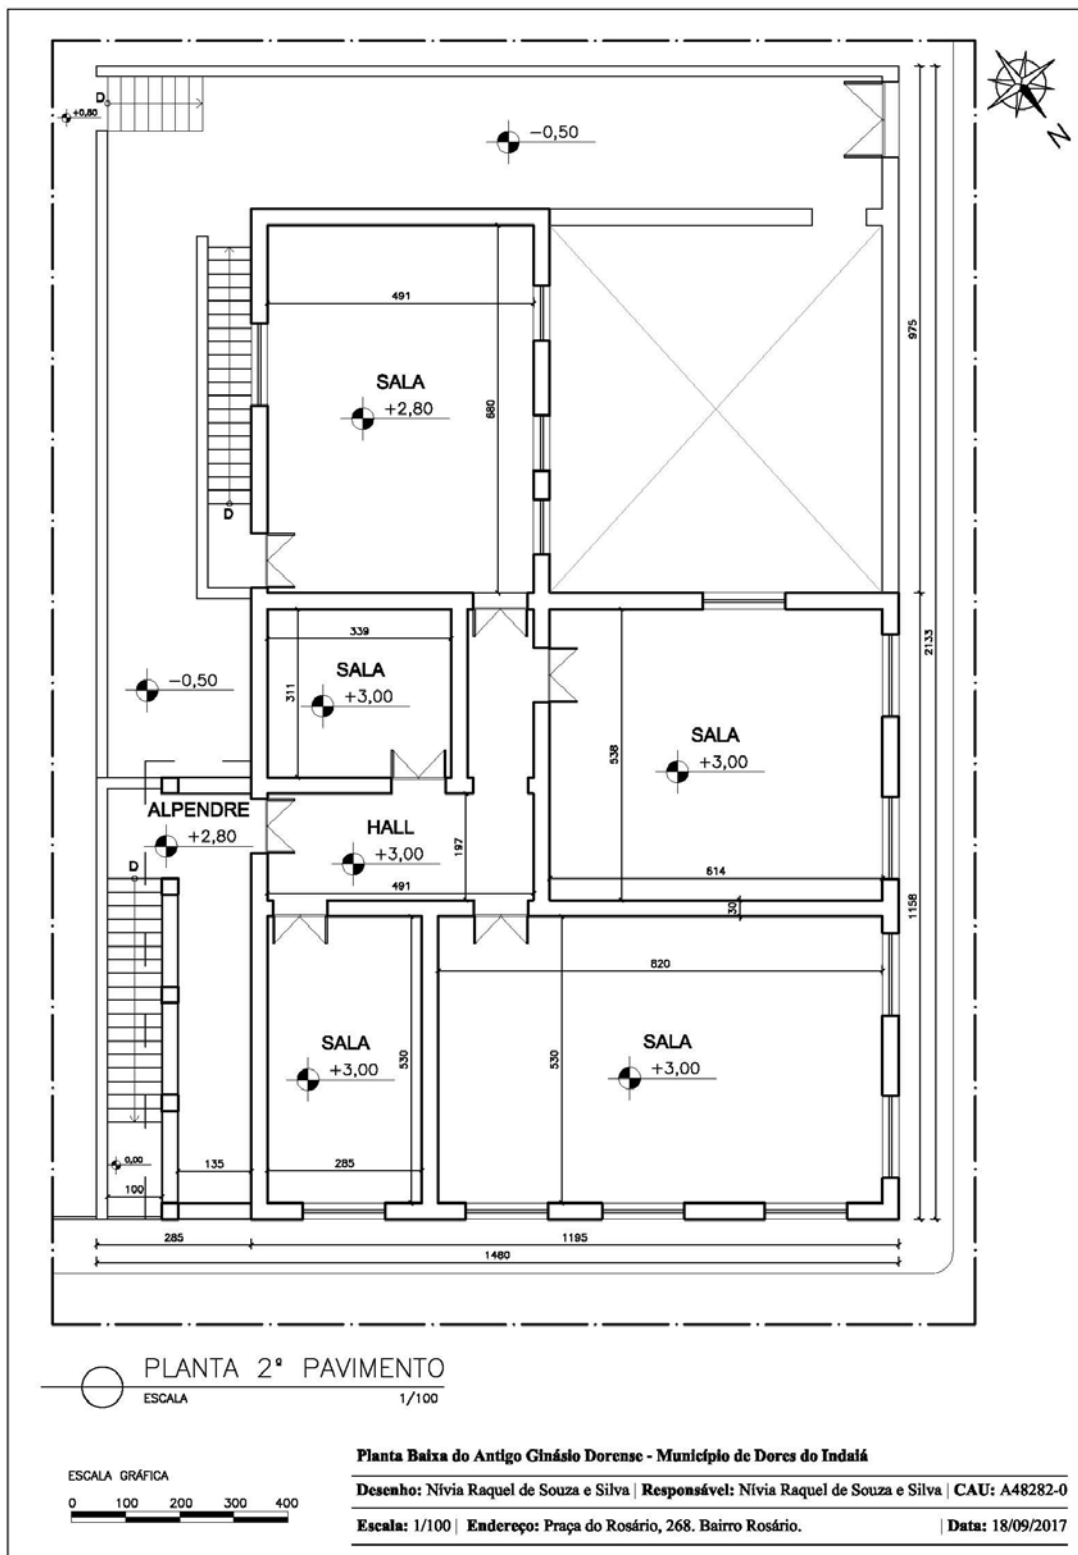 D
+0,80
-0,50
N
491
975
SALA
+2,80
680
D
2133
339
311
SALA
+3,00
-0,50
538
SALA
+3,00
ALPENDRE
+2,80
HALL
+3,00
197
D
491
614
30
1158
820
SALA
+3,00
530
530
SALA
+3,00
0,00
135
285
100
285
1195
1480
PLANTA 2ª PAVIMENTO
ESCALA 1/100
ESCALA GRÁFICA
0 100 200 300 400
Planta Baixa do Antigo Ginásio Dorense - Município de Dores do Indaiá
Desenho: Nívia Raquel de Souza e Silva | Responsável: Nívia Raquel de Souza e Silva | CAU: A48282-0
Escala: 1/100 | Endereço: Praça do Rosário, 268. Bairro Rosário. | Data: 18/09/2017